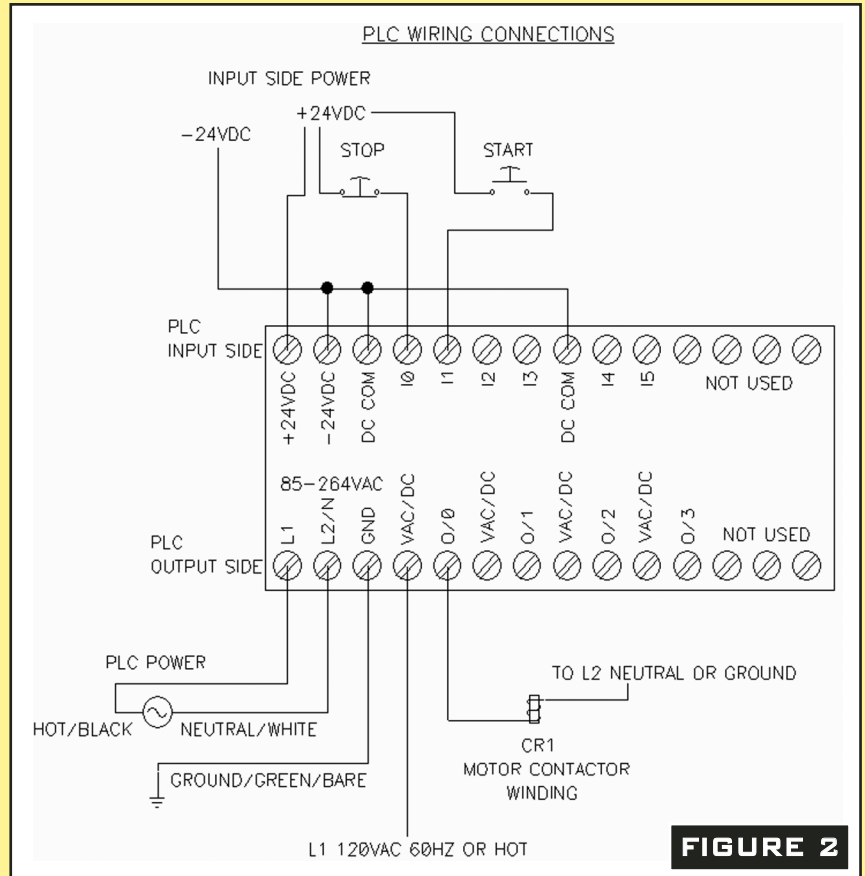 PLC WIRING CONNECTIONS
INPUT SIDE POWER
+24VDC
-24VDC
STOP
START
PLC
INPUT SIDE
+24VDC
-24VDC
DC COM
I0
I1
I2
I3
DC COM
I4
I5
NOT USED
85-264VAC
L1
L2/N
GND
VAC/DC
O/0
VAC/DC
O/1
VAC/DC
O/2
VAC/DC
O/3
NOT USED
PLC
OUTPUT SIDE
PLC POWER
HOT/BLACK
NEUTRAL/WHITE
GROUND/GREEN/BARE
TO L2 NEUTRAL OR GROUND
CR1
MOTOR CONTACTOR
WINDING
L1 120VAC 60HZ OR HOT
FIGURE 2